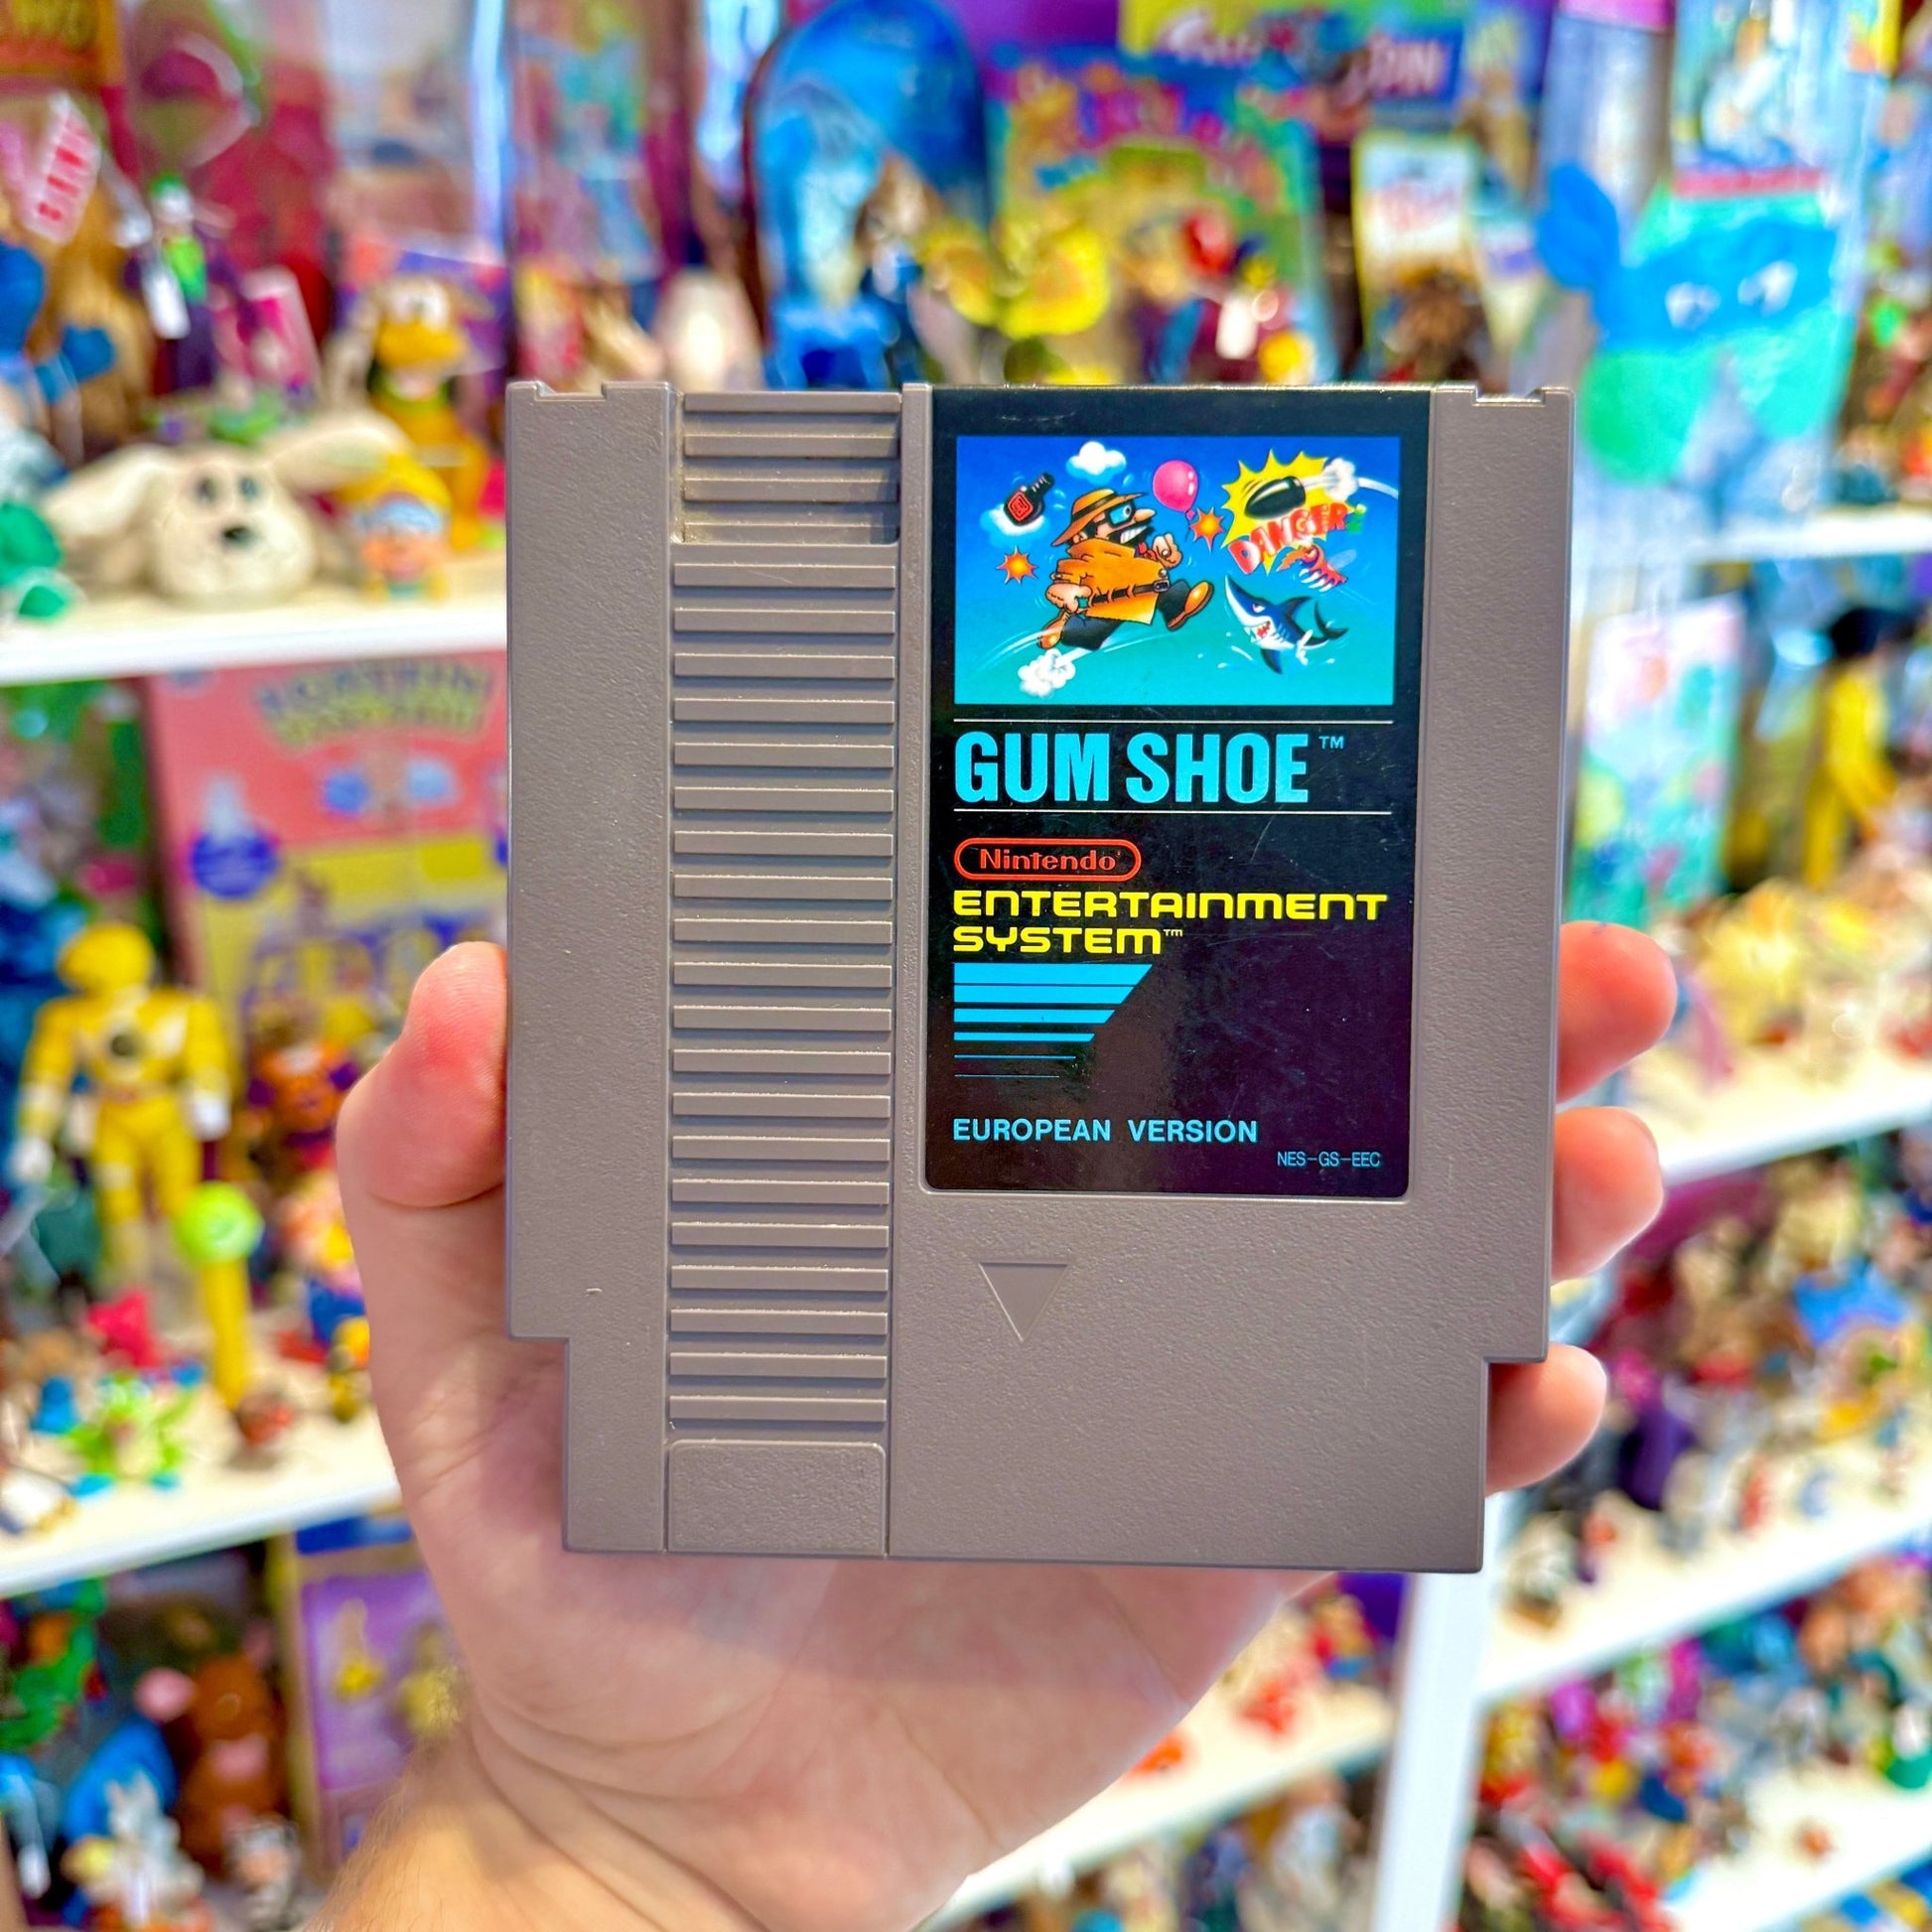 DANGER!
GUM SHOE™
Nintendo®
ENTERTAINMENT
SYSTEM™
EUROPEAN VERSION
NES-GS-EEC